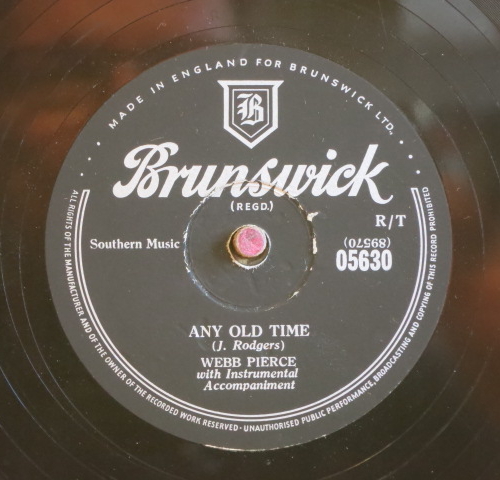 MADE IN ENGLAND FOR BRUNSWICK LTD.
B
Brunswick
(REGD.)
R/T
Southern Music
(89570)
05630
ANY OLD TIME
(J. Rodgers)
WEBB PIERCE
with Instrumental
Accompaniment
ALL RIGHTS OF THE MANUFACTURER AND OF THE OWNER OF THE RECORDED WORK RESERVED - UNAUTHORISED PUBLIC PERFORMANCE, BROADCASTING AND COPYING OF THIS RECORD PROHIBITED